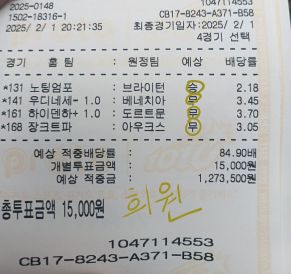 2025-0148 1047114553
1502-18316-1 CB17-8243-A371-B58
2025/ 2/ 1 20:21:35 최종경기일자:2025/ 2/ 1
4경기 선택
경기 홈팀 : 원정팀 예상 배당률
*131 노팅엄포 : 브라이턴 승 2.18
*141 우디네세- 1.0 : 베네치아 무 3.45
*161 하이덴하+ 1.0 : 도르트문 무 3.70
*168 장크트파 : 아우크스 무 3.05
예상 적중배당률 : 84.90배
개별투표금액 : 15,000원
예상 적중금 : 1,273,500원
총투표금액 15,000원 희원
1047114553
CB17-8243-A371-B58